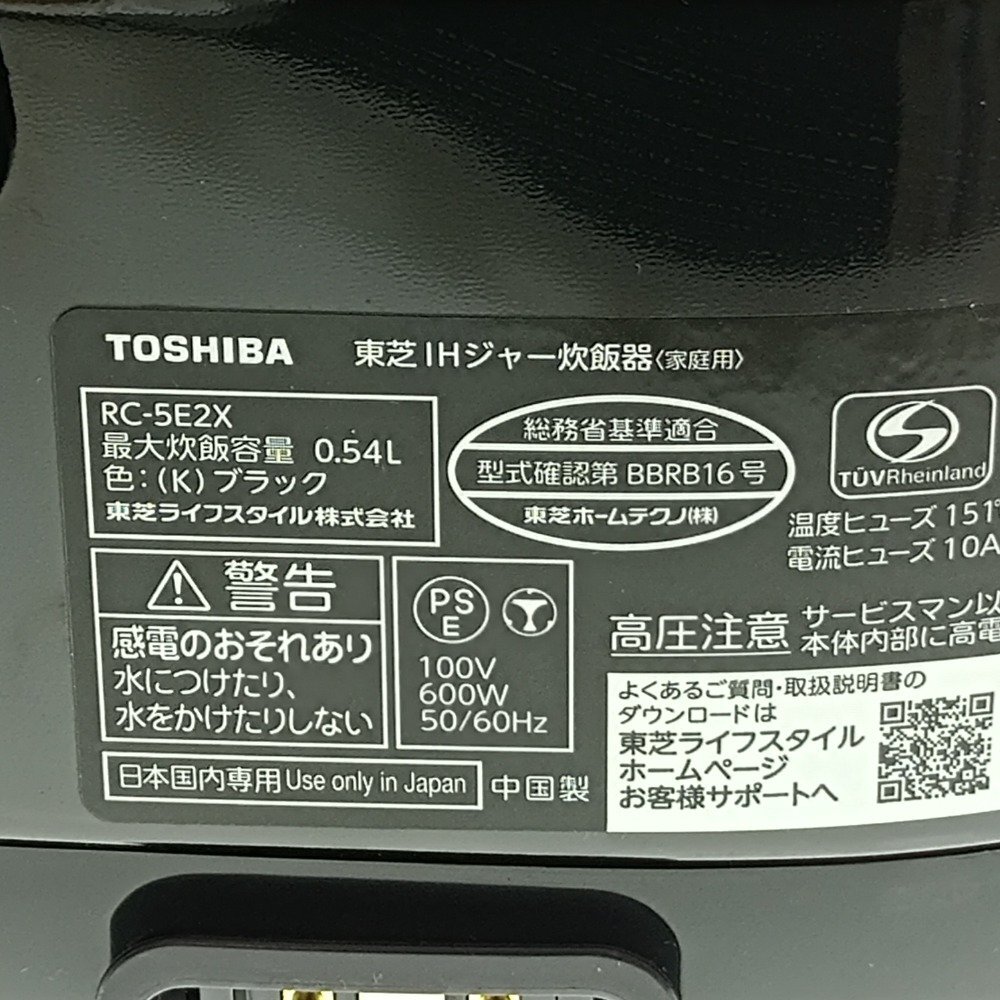 TOSHIBA 東芝IHジャー炊飯器〈家庭用〉
RC-5E2X
最大炊飯容量 0.54L
色：（K）ブラック
東芝ライフスタイル株式会社
総務省基準適合
型式確認第 BBRB16 号
東芝ホームテクノ(株)
TÜVRheinland
温度ヒューズ 151°
電流ヒューズ 10A
警告
感電のおそれあり
水につけたり、
水をかけたりしない
PS
E
100V
600W
50/60Hz
高圧注意
サービスマン以
本体内部に高電
よくあるご質問・取扱説明書の
ダウンロードは
東芝ライフスタイル
ホームページ
お客様サポートへ
日本国内専用 Use only in Japan
中国製